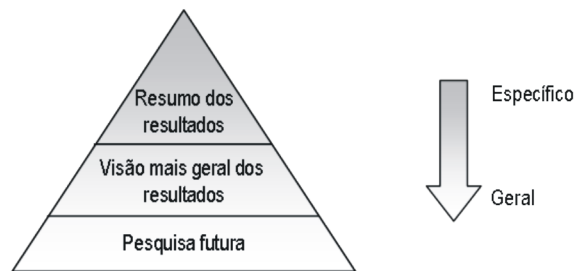 Resumo dos
resultados
Visão mais geral dos
resultados
Pesquisa futura
Específico
Geral